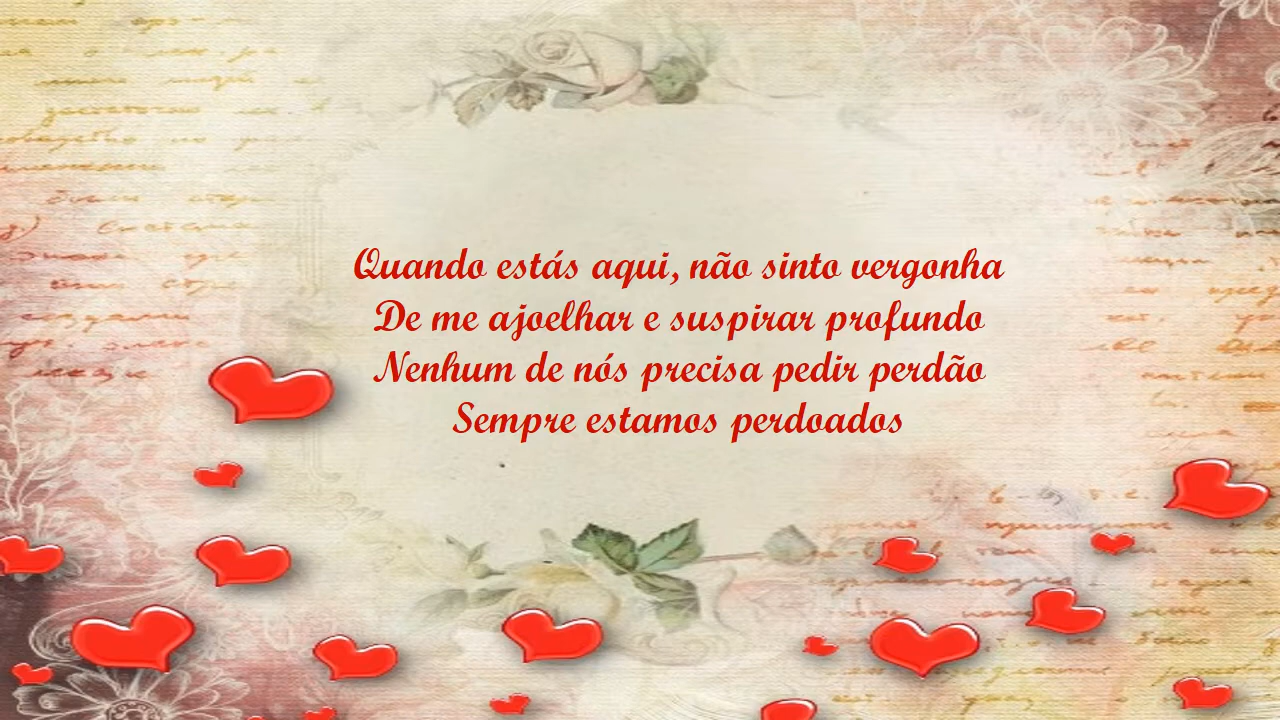 Quando estás aqui, não sinto vergonha
De me ajoelhar e suspirar profundo
Nenhum de nós precisa pedir perdão
Sempre estamos perdoados